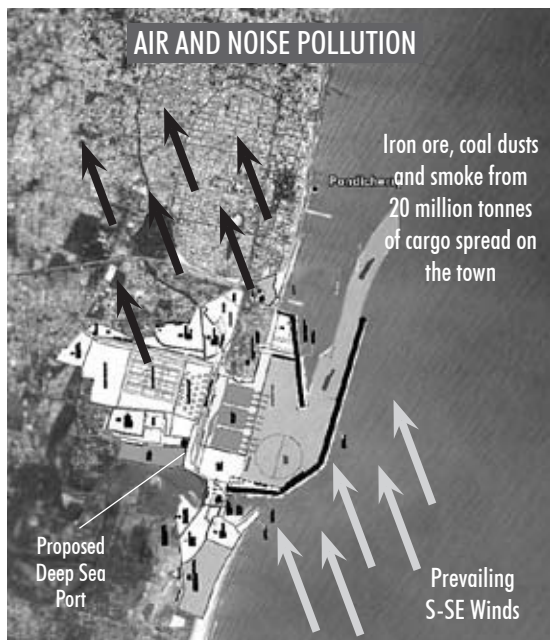 AIR AND NOISE POLLUTION
Iron ore, coal dusts
Pondicherry
and smoke from
20 million tonnes
of cargo spread on
the town
Proposed
Deep Sea
Port
Prevailing
S-SE Winds